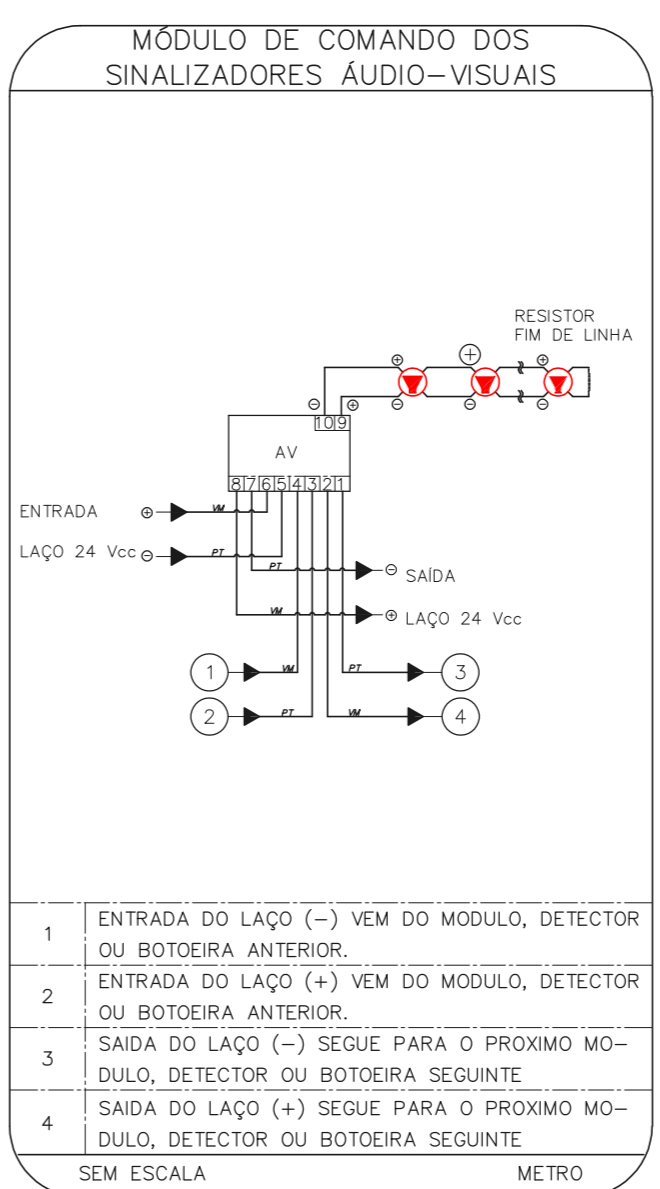 MÓDULO DE COMANDO DOS
SINALIZADORES ÁUDIO-VISUAIS
RESISTOR
FIM DE LINHA
+
+
+
-
+
-
-
-
10 9
AV
8 7 6 5 4 3 2 1
ENTRADA + VM
LAÇO 24 Vcc - PT
PT - SAÍDA
VM + LAÇO 24 Vcc
1 VM PT 3
2 PT VM 4
1 ENTRADA DO LAÇO (-) VEM DO MODULO, DETECTOR
OU BOTOEIRA ANTERIOR.
2 ENTRADA DO LAÇO (+) VEM DO MODULO, DETECTOR
OU BOTOEIRA ANTERIOR.
3 SAIDA DO LAÇO (-) SEGUE PARA O PROXIMO MO-
DULO, DETECTOR OU BOTOEIRA SEGUINTE
4 SAIDA DO LAÇO (+) SEGUE PARA O PROXIMO MO-
DULO, DETECTOR OU BOTOEIRA SEGUINTE
SEM ESCALA METRO